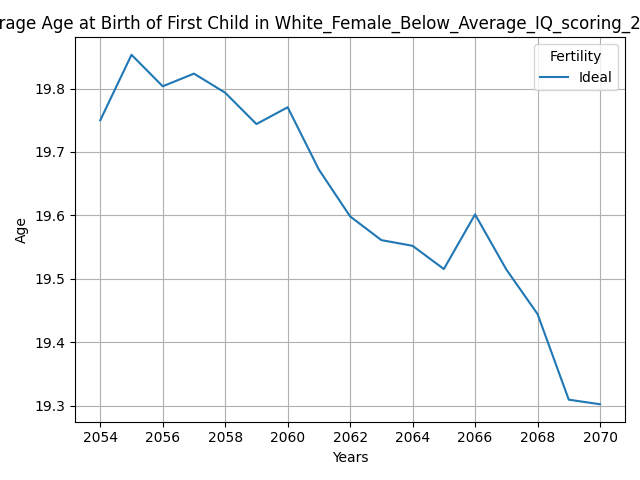 rage Age at Birth of First Child in White_Female_Below_Average_IQ_scoring_2
Fertility
Ideal
19.8
19.7
19.6
19.5
19.4
19.3
Age
2054 2056 2058 2060 2062 2064 2066 2068 2070
Years